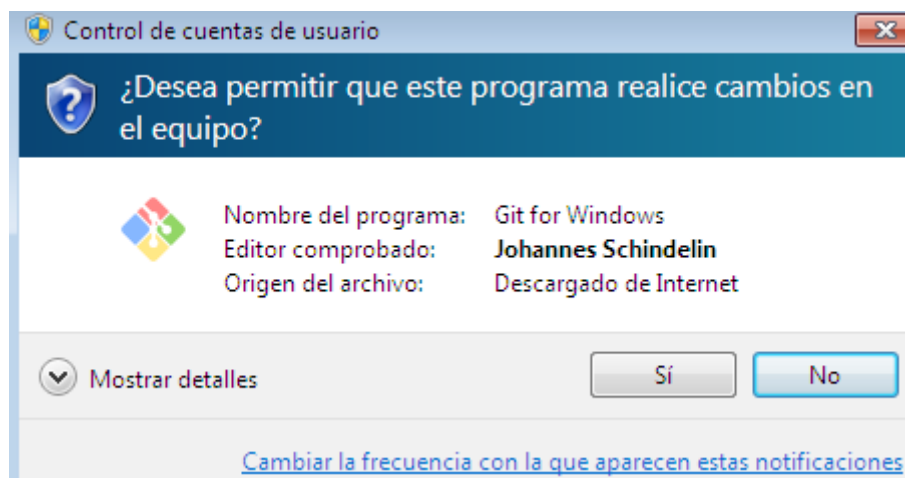 Control de cuentas de usuario
¿Desea permitir que este programa realice cambios en
el equipo?
Nombre del programa: Git for Windows
Editor comprobado: Johannes Schindelin
Origen del archivo: Descargado de Internet
Mostrar detalles
Sí
No
Cambiar la frecuencia con la que aparecen estas notificaciones